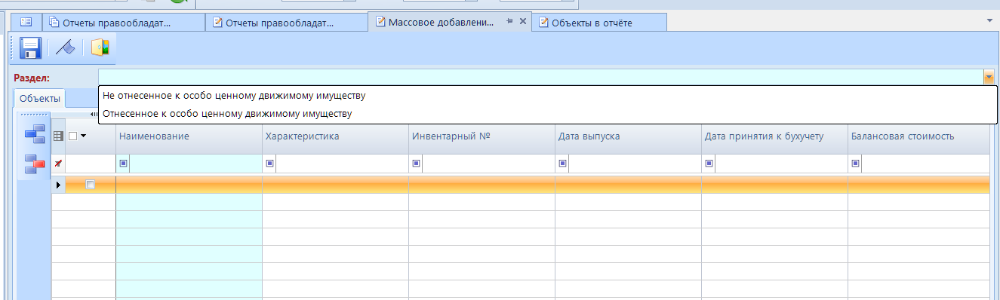 Отчеты правообладат... Отчеты правообладат... Массовое добавлени... Объекты в отчёте
Раздел:
Не отнесенное к особо ценному движимому имуществу
Объекты
Отнесенное к особо ценному движимому имуществу
Наименование Характеристика Инвентарный № Дата выпуска Дата принятия к бухучету Балансовая стоимость